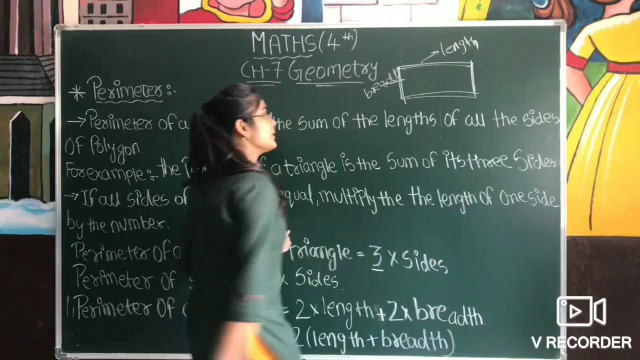 MATHS (4th)
CH-7 Geometry
length
breadth
* Perimeter:-
→ Perimeter of a the sum of the lengths of all the sides
Of Polygon
For example:- the a triangle is the sum of its three sides
→ If all sides of equal, multiply the the length of one side
by the number.
Perimeter of triangle = 3 × sides
Perimeter of × sides.
Perimeter of = 2 × length + 2 × breadth
2 (length + breadth)
V RECORDER